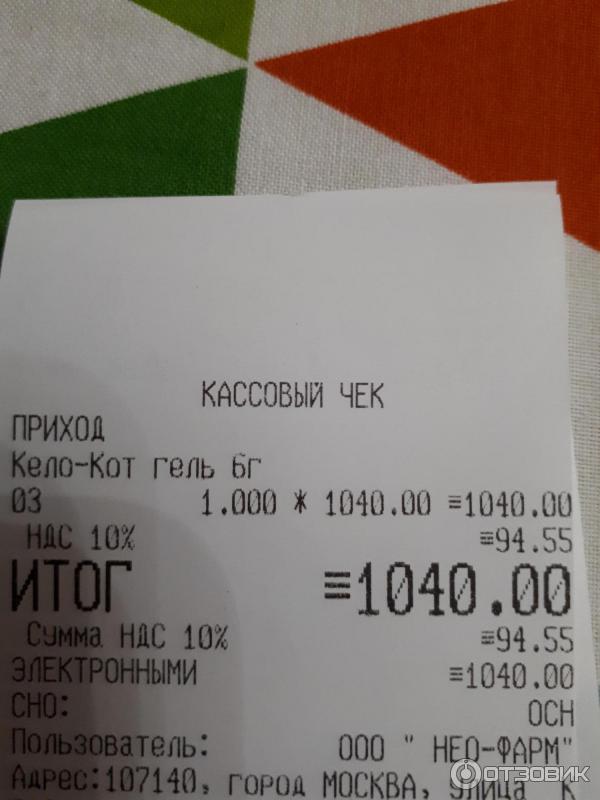 КАССОВЫЙ ЧЕК
ПРИХОД
Кело-Кот гель 6г
03 1.000 * 1040.00 ≡1040.00
НДС 10% ≡94.55
ИТОГ ≡1040.00
Сумма НДС 10% ≡94.55
ЭЛЕКТРОННЫМИ ≡1040.00
СНО: ОСН
Пользователь: ООО " НЕО-ФАРМ"
Адрес:107140, город МОСКВА, улица К
ОТЗОВИК